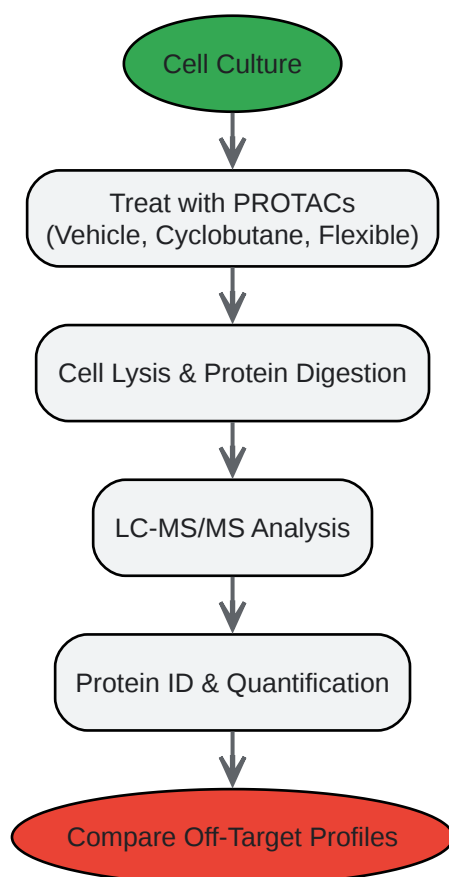 Cell Culture
Treat with PROTACs
(Vehicle, Cyclobutane, Flexible)
Cell Lysis & Protein Digestion
LC-MS/MS Analysis
Protein ID & Quantification
Compare Off-Target Profiles